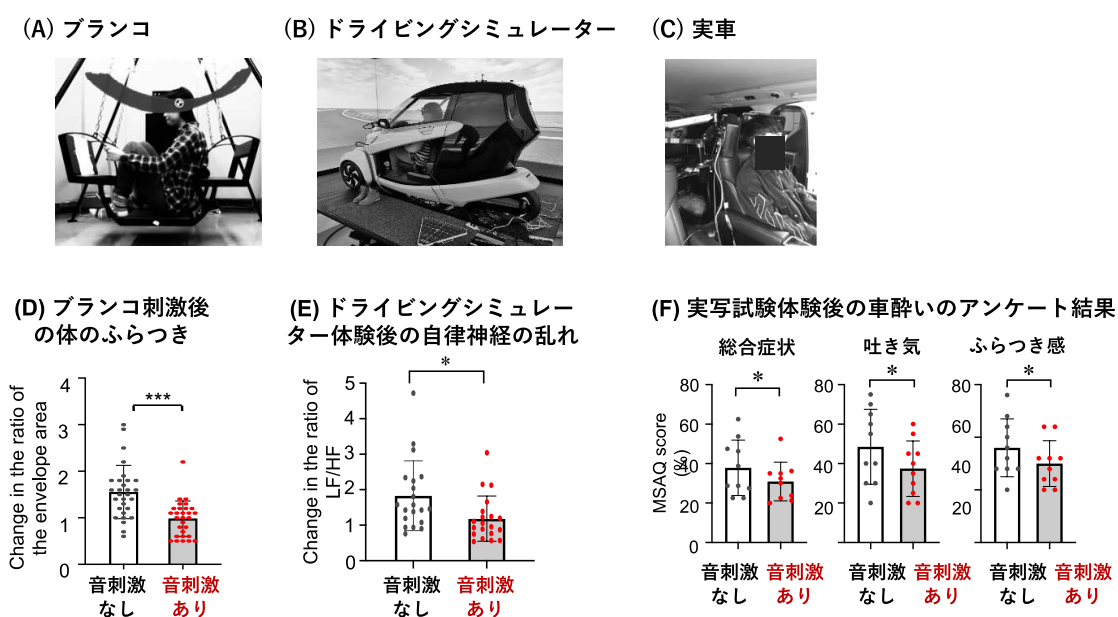 (A) ブランコ
(B) ドライビングシミュレーター
(C) 実車
(D) ブランコ刺激後
の体のふらつき
Change in the ratio of
the envelope area
4
3
2
1
0
***
音刺激
なし
音刺激
あり
(E) ドライビングシミュレー
ター体験後の自律神経の乱れ
Change in the ratio of
LF/HF
5
4
3
2
1
0
*
音刺激
なし
音刺激
あり
(F) 実写試験体験後の車酔いのアンケート結果
総合症状
MSAQ score
(%)
80
60
40
20
0
*
音刺激
なし
音刺激
あり
吐き気
80
60
40
20
*
音刺激
なし
音刺激
あり
ふらつき感
80
60
40
20
*
音刺激
なし
音刺激
あり